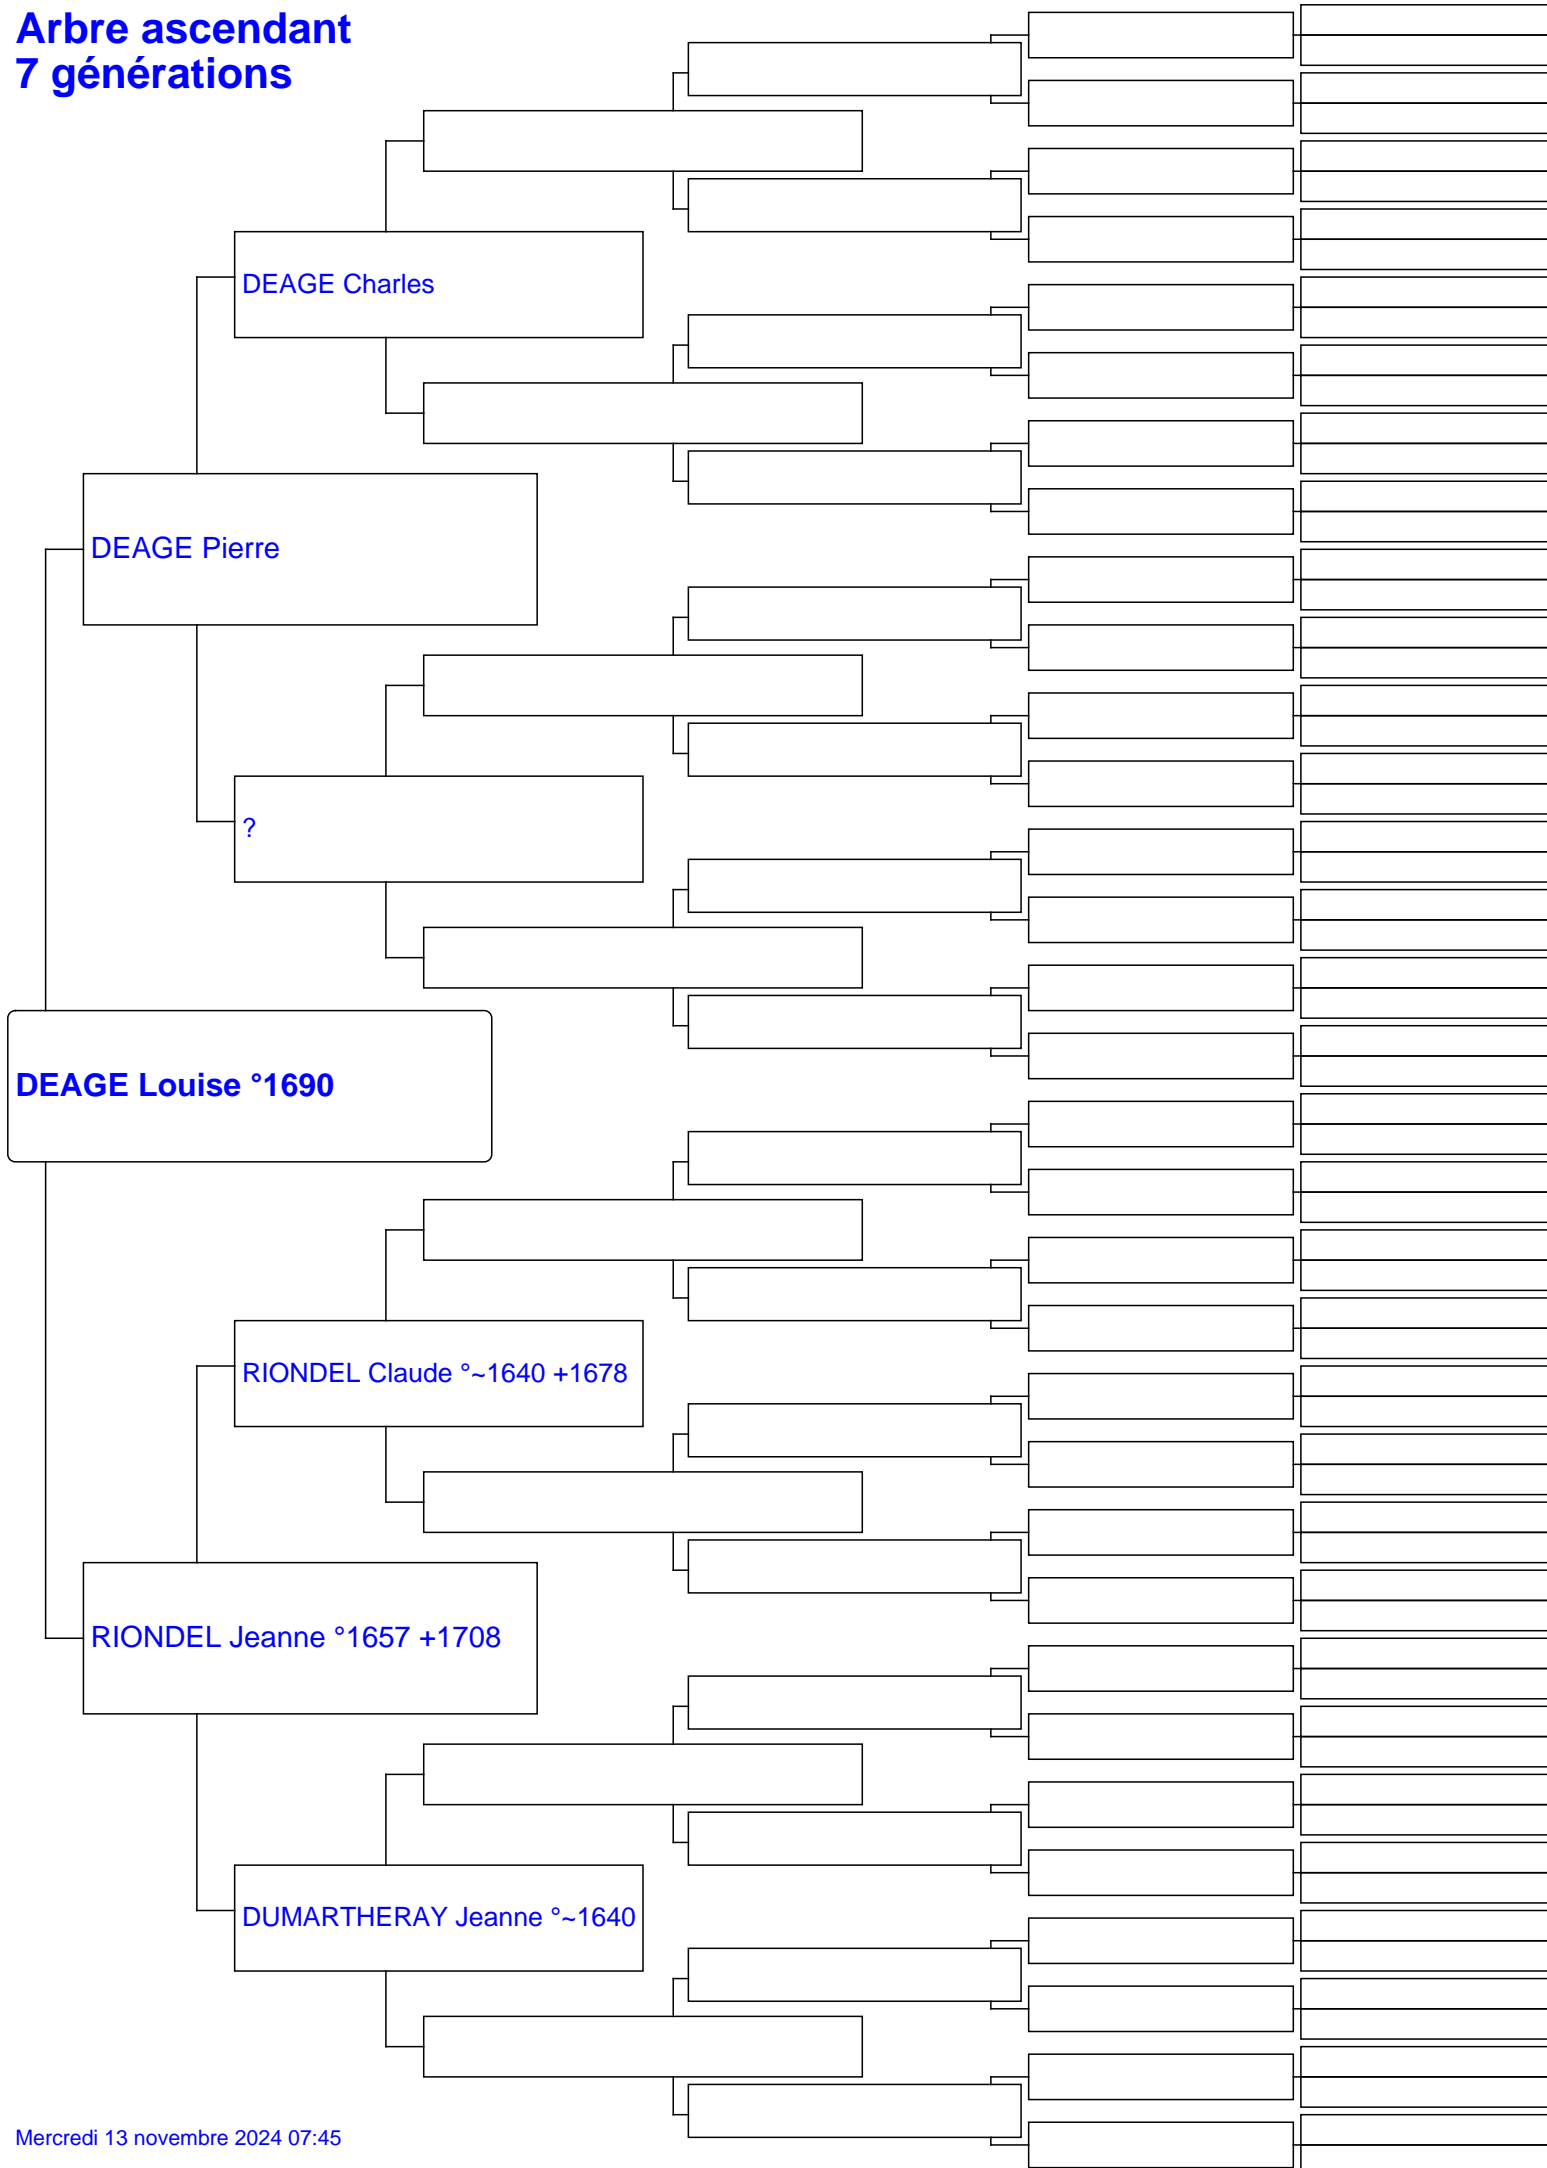 Arbre ascendant
7 générations
DEAGE Charles
DEAGE Pierre
?
DEAGE Louise °1690
RIONDEL Claude °~1640 +1678
RIONDEL Jeanne °1657 +1708
DUMARTHERAY Jeanne °~1640
Mercredi 13 novembre 2024 07:45